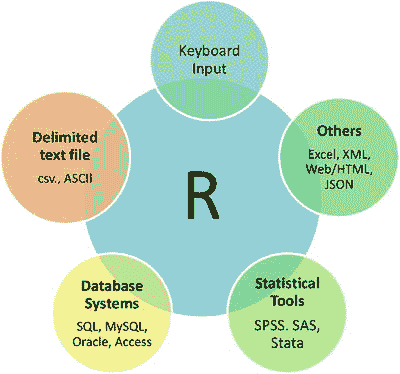 Keyboard
Input
Delimited
text file
csv., ASCII
Others
Excel, XML,
Web/HTML,
JSON
R
Database
Systems
SQL, MySQL,
Oracle, Access
Statistical
Tools
SPSS. SAS,
Stata